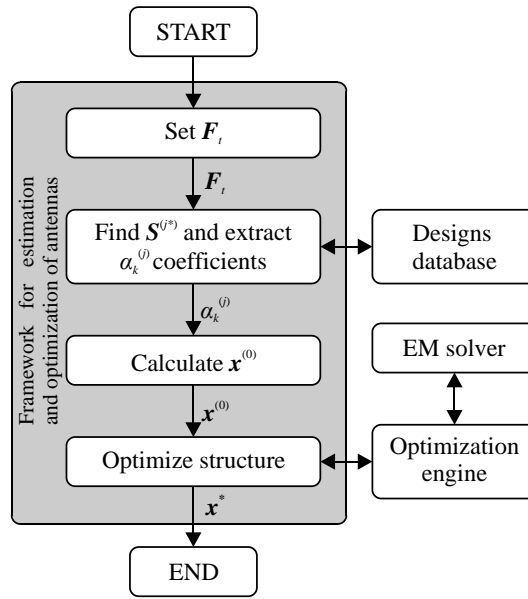 START
Set F_t
F_t
Find S^(j*) and extract
α_k^(j) coefficients
Designs
database
α_k^(j)
Calculate x^(0)
x^(0)
EM solver
Optimize structure
Optimization
engine
x^*
END
Framework for estimation
and optimization of antennas